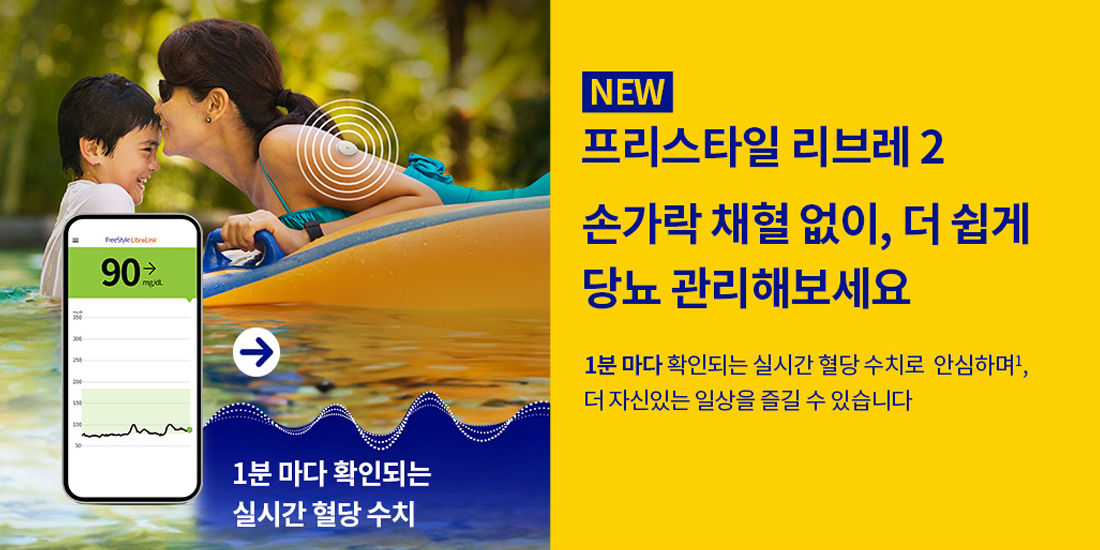 FreeStyle LibreLink
90→
mg/dL
mg/dL
350
300
250
200
150
100
50
1분 마다 확인되는
실시간 혈당 수치
NEW
프리스타일 리브레 2
손가락 채혈 없이, 더 쉽게
당뇨 관리해보세요
1분 마다 확인되는 실시간 혈당 수치로 안심하며¹,
더 자신있는 일상을 즐길 수 있습니다